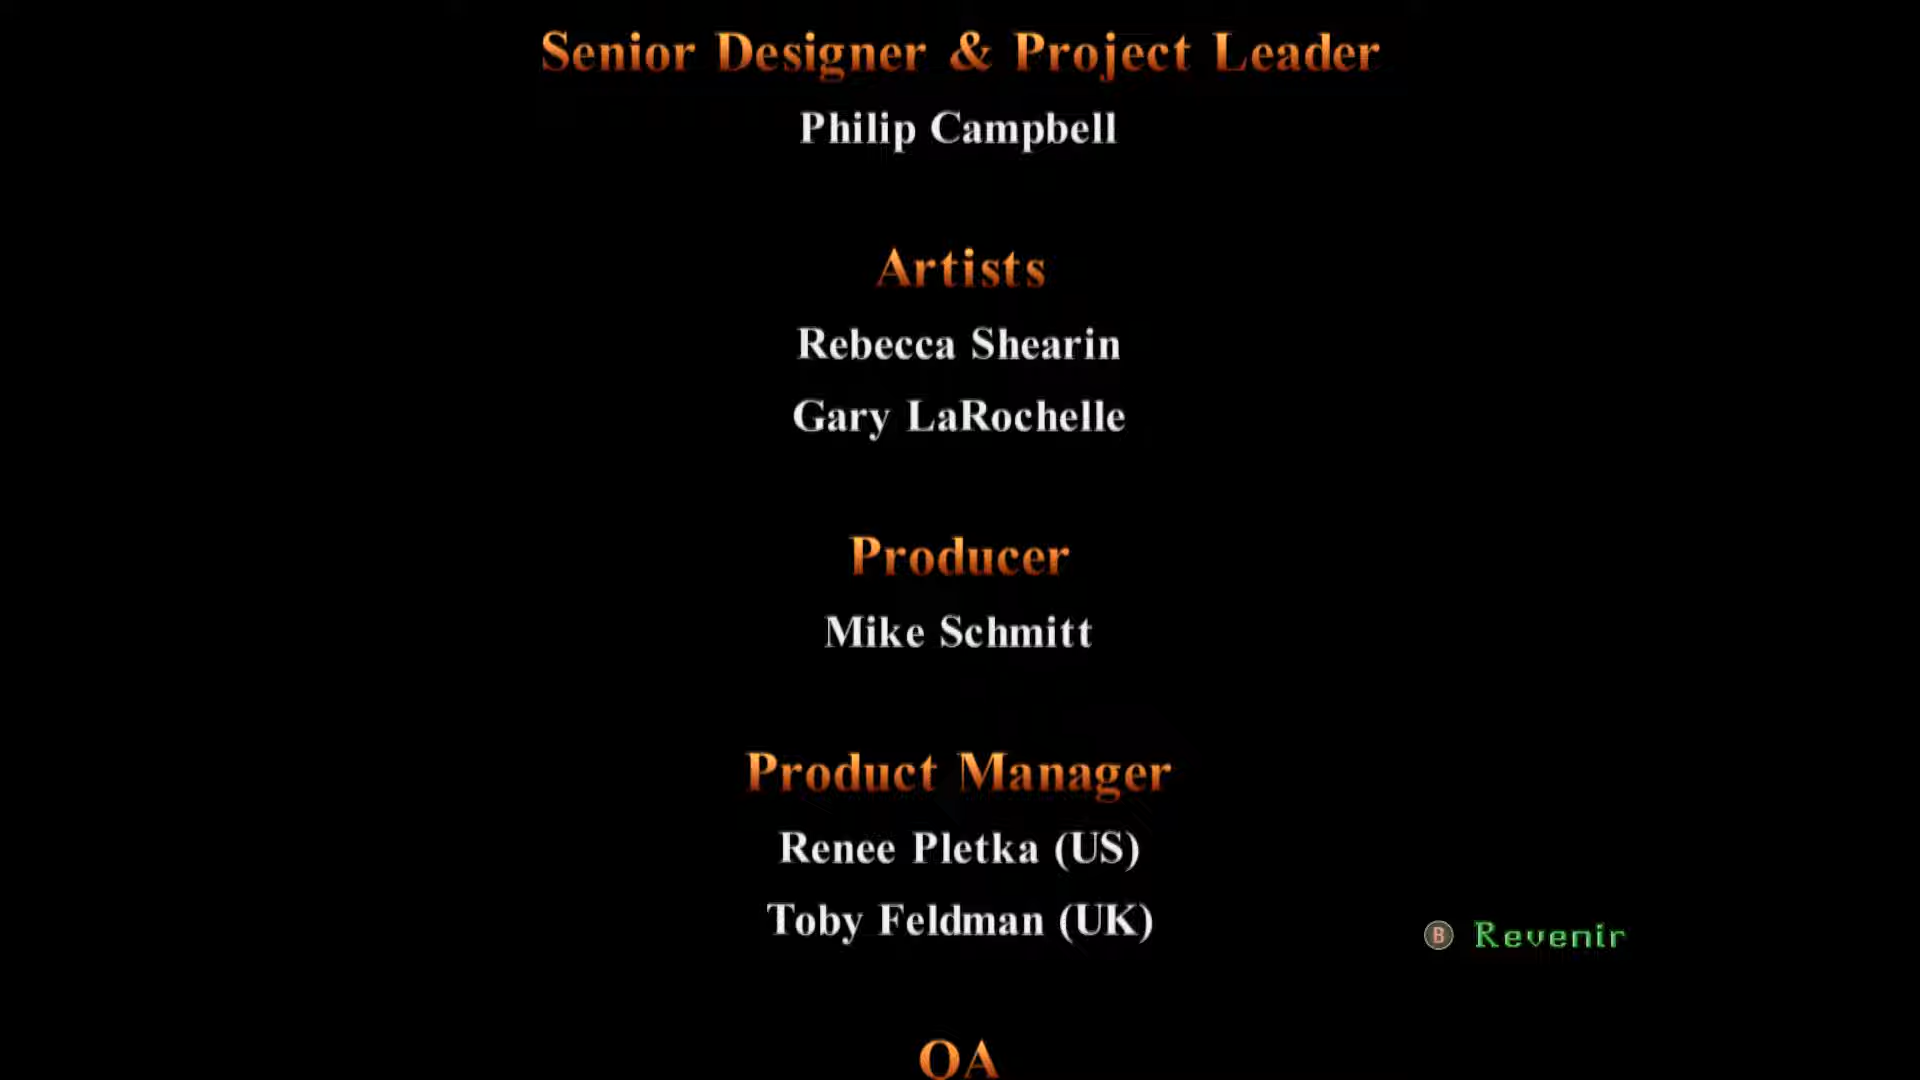 Senior Designer & Project Leader
Philip Campbell
Artists
Rebecca Shearin
Gary LaRochelle
Producer
Mike Schmitt
Product Manager
Renee Pletka (US)
Toby Feldman (UK)
B Revenir
QA